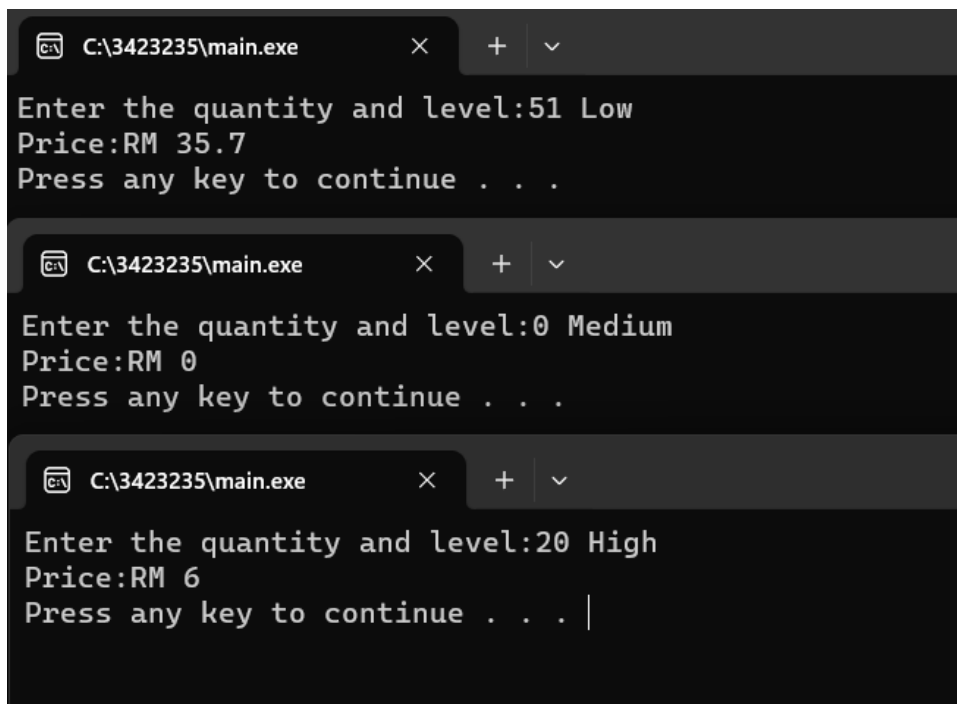 C:\3423235\main.exe
Enter the quantity and level:51 Low
Price:RM 35.7
Press any key to continue . . .
C:\3423235\main.exe
Enter the quantity and level:0 Medium
Price:RM 0
Press any key to continue . . .
C:\3423235\main.exe
Enter the quantity and level:20 High
Price:RM 6
Press any key to continue . . .